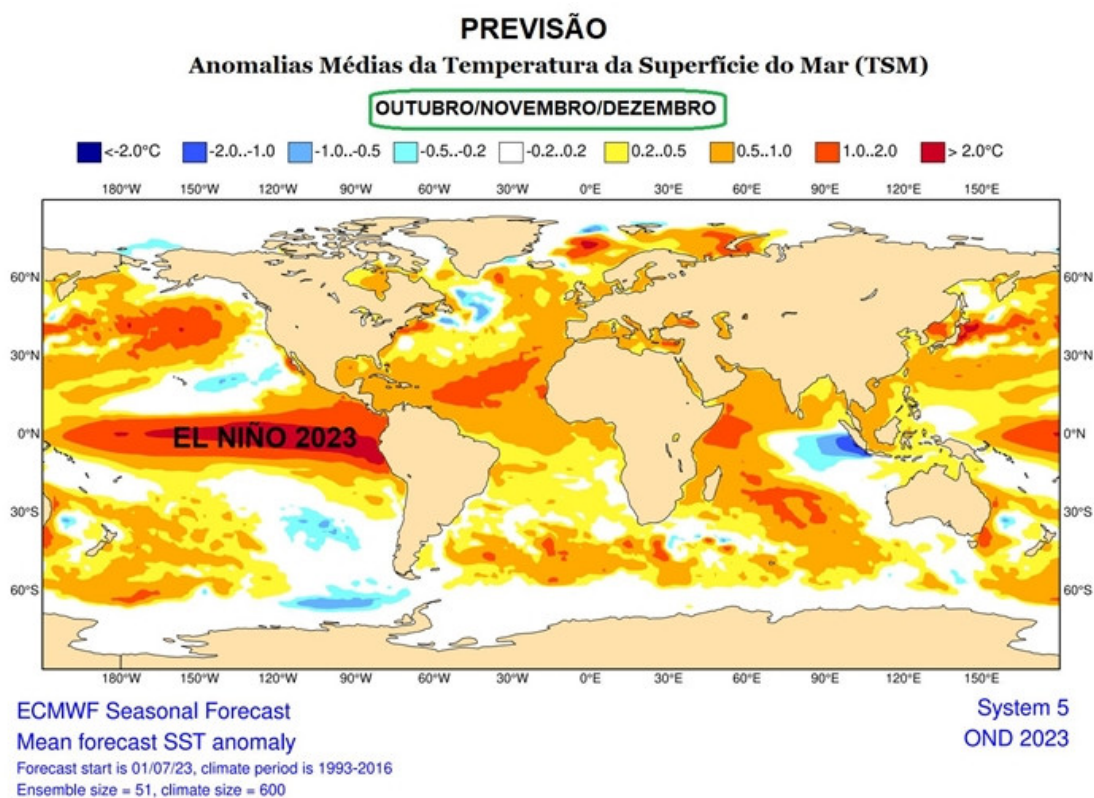 PREVISÃO
Anomalias Médias da Temperatura da Superfície do Mar (TSM)
OUTUBRO/NOVEMBRO/DEZEMBRO
<-2.0°C -2.0..-1.0 -1.0..-0.5 -0.5..-0.2 -0.2..0.2 0.2..0.5 0.5..1.0 1.0..2.0 > 2.0°C
180°W 150°W 120°W 90°W 60°W 30°W 0°E 30°E 60°E 90°E 120°E 150°E
60°N 60°N
30°N 30°N
0°N EL NIÑO 2023 0°N
30°S 30°S
60°S 60°S
180°W 150°W 120°W 90°W 60°W 30°W 0°E 30°E 60°E 90°E 120°E 150°E
ECMWF Seasonal Forecast System 5
Mean forecast SST anomaly OND 2023
Forecast start is 01/07/23, climate period is 1993-2016
Ensemble size = 51, climate size = 600